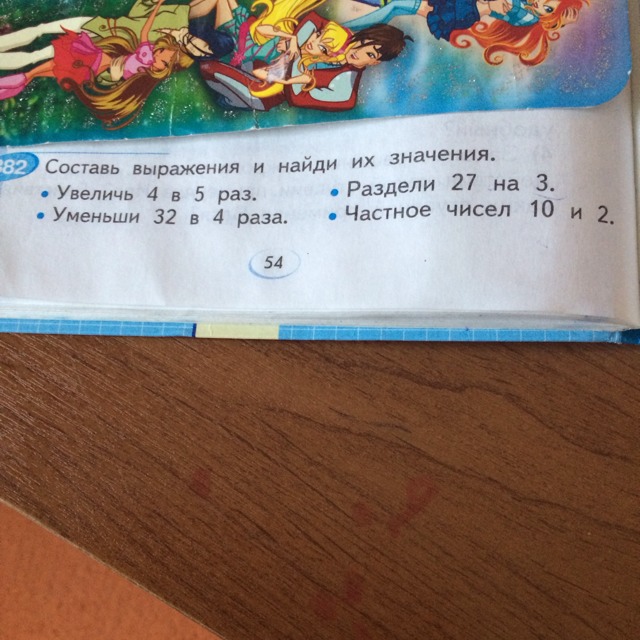 82 Составь выражения и найди их значения.
• Увеличь 4 в 5 раз.
• Уменьши 32 в 4 раза.
• Раздели 27 на 3.
• Частное чисел 10 и 2.
54